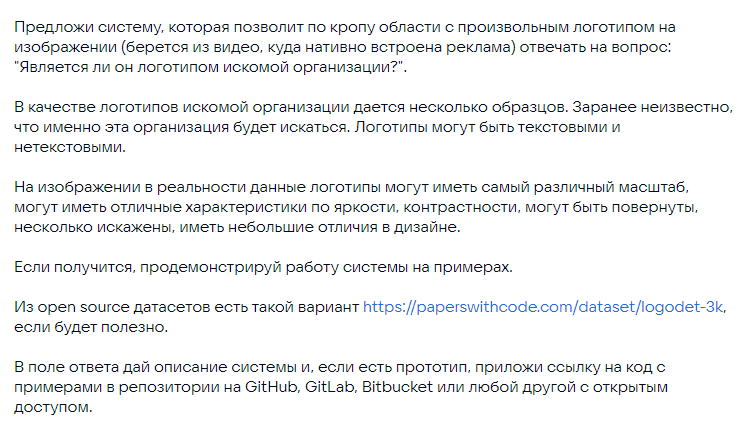 Предложи систему, которая позволит по кропу области с произвольным логотипом на
изображении (берется из видео, куда нативно встроена реклама) отвечать на вопрос:
"Является ли он логотипом искомой организации?".
В качестве логотипов искомой организации дается несколько образцов. Заранее неизвестно,
что именно эта организация будет искаться. Логотипы могут быть текстовыми и
нетекстовыми.
На изображении в реальности данные логотипы могут иметь самый различный масштаб,
могут иметь отличные характеристики по яркости, контрастности, могут быть повернуты,
несколько искажены, иметь небольшие отличия в дизайне.
Если получится, продемонстрируй работу системы на примерах.
Из open source датасетов есть такой вариант https://paperswithcode.com/dataset/logodet-3k,
если будет полезно.
В поле ответа дай описание системы и, если есть прототип, приложи ссылку на код с
примерами в репозитории на GitHub, GitLab, Bitbucket или любой другой с открытым
доступом.